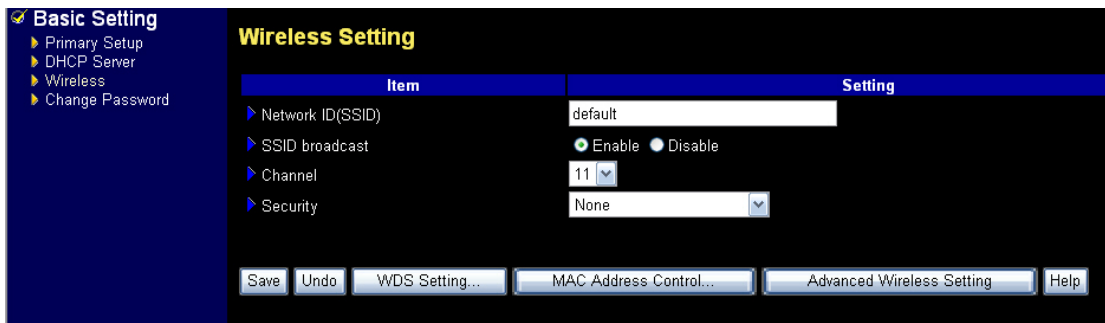 Basic Setting
Primary Setup
DHCP Server
Wireless
Change Password
Wireless Setting
Item Setting
Network ID(SSID) default
SSID broadcast Enable Disable
Channel 11
Security None
Save Undo WDS Setting... MAC Address Control... Advanced Wireless Setting Help